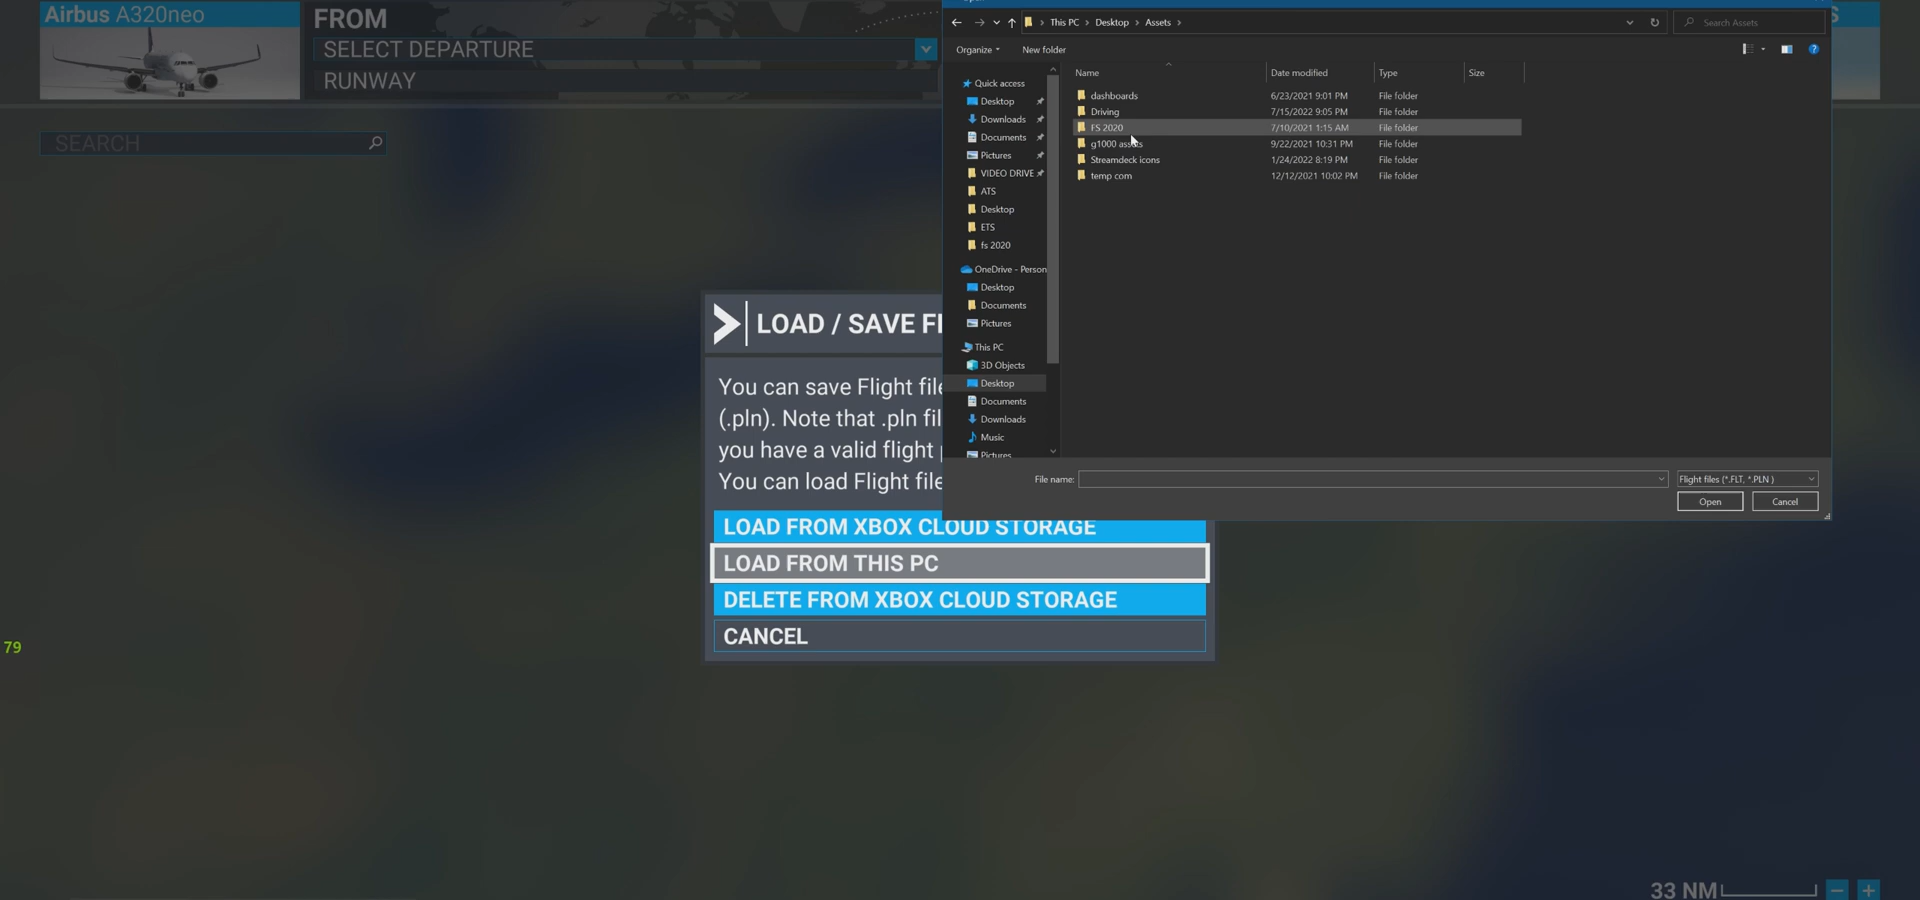 Airbus A320neo
FROM
SELECT DEPARTURE
RUNWAY
SEARCH
This PC > Desktop > Assets >
Search Assets
Organize
New folder
Name Date modified Type Size
dashboards 6/23/2021 9:01 PM File folder
Driving 7/15/2022 9:05 PM File folder
FS 2020 7/10/2021 1:15 AM File folder
g1000 assets 9/22/2021 10:31 PM File folder
Streamdeck icons 1/24/2022 8:19 PM File folder
temp com 12/12/2021 10:02 PM File folder
Quick access
Desktop
Downloads
Documents
Pictures
VIDEO DRIVE
ATS
Desktop
ETS
fs 2020
OneDrive - Person
Desktop
Documents
Pictures
This PC
3D Objects
Desktop
Documents
Downloads
Music
Pictures
File name:
Flight files (*.FLT, *.PLN )
Open
Cancel
LOAD / SAVE
You can save Flight file
(.pln). Note that .pln fil
you have a valid flight
You can load Flight file
LOAD FROM XBOX CLOUD STORAGE
LOAD FROM THIS PC
DELETE FROM XBOX CLOUD STORAGE
CANCEL
79
33 NM